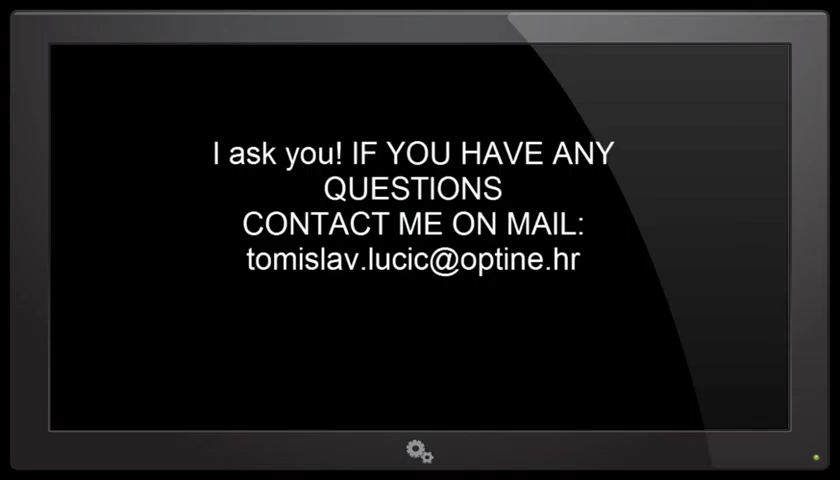 I ask you! IF YOU HAVE ANY
QUESTIONS
CONTACT ME ON MAIL:
tomislav.lucic@optine.hr